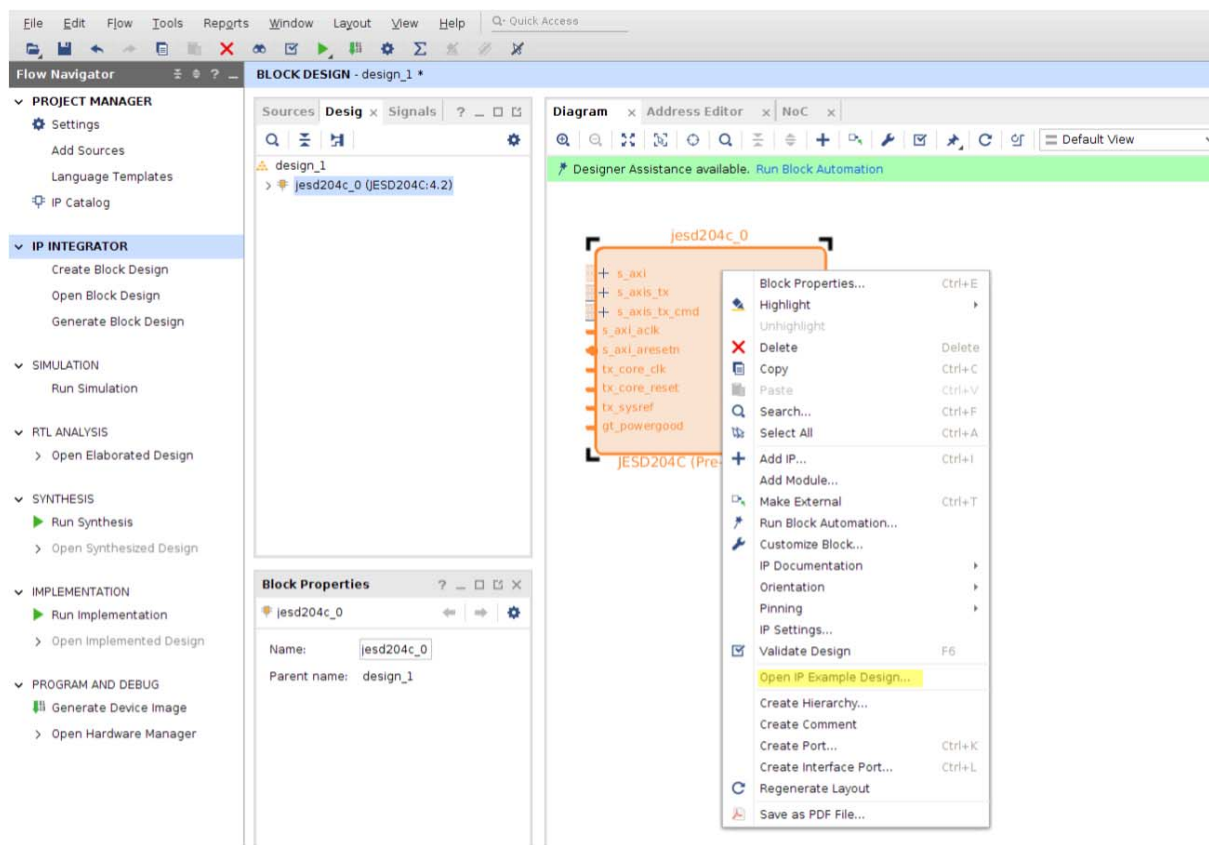 File Edit Flow Tools Reports Window Layout View Help Q- Quick Access
Flow Navigator ? BLOCK DESIGN - design_1 *
PROJECT MANAGER
Settings
Add Sources
Language Templates
IP Catalog
IP INTEGRATOR
Create Block Design
Open Block Design
Generate Block Design
SIMULATION
Run Simulation
RTL ANALYSIS
Open Elaborated Design
SYNTHESIS
Run Synthesis
Open Synthesized Design
IMPLEMENTATION
Run Implementation
Open Implemented Design
PROGRAM AND DEBUG
Generate Device Image
Open Hardware Manager
Sources Desig Signals ?
design_1
jesd204c_0 (JESD204C:4.2)
Block Properties ?
jesd204c_0
Name: jesd204c_0
Parent name: design_1
Diagram Address Editor NoC
Default View
Designer Assistance available. Run Block Automation
jesd204c_0
s_axi
s_axis_tx
s_axis_tx_cmd
s_axi_aclk
s_axi_aresetn
tx_core_clk
tx_core_reset
tx_sysref
gt_powergood
JESD204C (Pre-
Block Properties... Ctrl+E
Highlight
Unhighlight
Delete Delete
Copy Ctrl+C
Paste Ctrl+V
Search... Ctrl+F
Select All Ctrl+A
Add IP... Ctrl+I
Add Module...
Make External Ctrl+T
Run Block Automation...
Customize Block...
IP Documentation
Orientation
Pinning
IP Settings...
Validate Design F6
Open IP Example Design...
Create Hierarchy...
Create Comment
Create Port... Ctrl+K
Create Interface Port... Ctrl+L
Regenerate Layout
Save as PDF File...